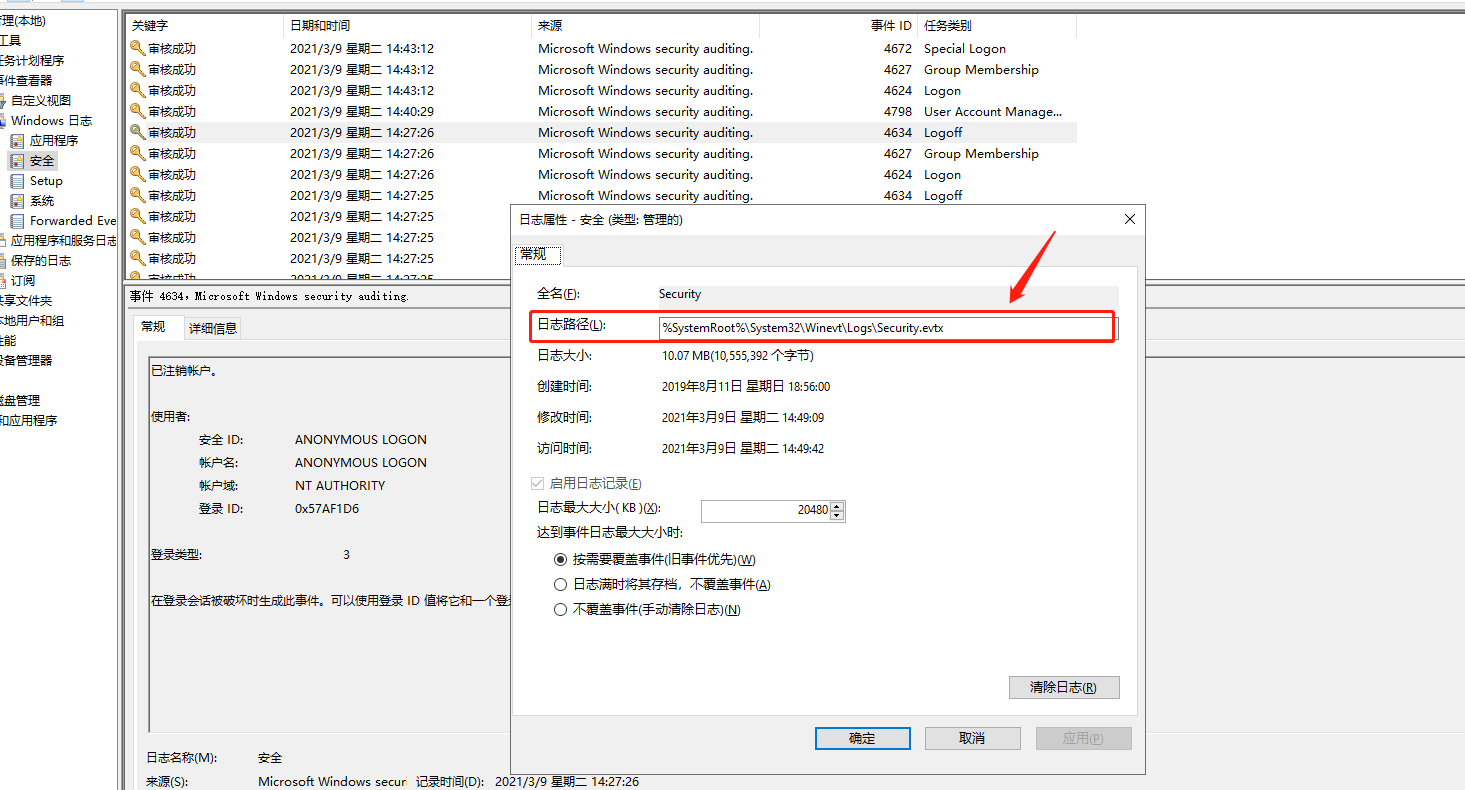 管理(本地)
工具
任务计划程序
事件查看器
自定义视图
Windows 日志
应用程序
安全
Setup
系统
Forwarded Eve
应用程序和服务日志
保存的日志
订阅
共享文件夹
本地用户和组
性能
设备管理器
磁盘管理
和应用程序
关键字 日期和时间 来源 事件 ID 任务类别
审核成功 2021/3/9 星期二 14:43:12 Microsoft Windows security auditing. 4672 Special Logon
审核成功 2021/3/9 星期二 14:43:12 Microsoft Windows security auditing. 4627 Group Membership
审核成功 2021/3/9 星期二 14:43:12 Microsoft Windows security auditing. 4624 Logon
审核成功 2021/3/9 星期二 14:40:29 Microsoft Windows security auditing. 4798 User Account Manage...
审核成功 2021/3/9 星期二 14:27:26 Microsoft Windows security auditing. 4634 Logoff
审核成功 2021/3/9 星期二 14:27:26 Microsoft Windows security auditing. 4627 Group Membership
审核成功 2021/3/9 星期二 14:27:26 Microsoft Windows security auditing. 4624 Logon
审核成功 2021/3/9 星期二 14:27:25 Microsoft Windows security auditing. 4634 Logoff
审核成功 2021/3/9 星期二 14:27:25
审核成功 2021/3/9 星期二 14:27:25
审核成功 2021/3/9 星期二 14:27:25
审核成功 2021/3/9 星期二 14:27:25
事件 4634，Microsoft Windows security auditing.
常规 详细信息
已注销帐户。
使用者:
安全 ID: ANONYMOUS LOGON
帐户名: ANONYMOUS LOGON
帐户域: NT AUTHORITY
登录 ID: 0x57AF1D6
登录类型: 3
在登录会话被破坏时生成此事件。可以使用登录 ID 值将它和一个登录
日志名称(M): 安全
来源(S): Microsoft Windows securi 记录时间(D): 2021/3/9 星期二 14:27:26
日志属性 - 安全 (类型: 管理的)
常规
全名(F): Security
日志路径(L): %SystemRoot%\System32\Winevt\Logs\Security.evtx
日志大小: 10.07 MB(10,555,392 个字节)
创建时间: 2019年8月11日 星期日 18:56:00
修改时间: 2021年3月9日 星期二 14:49:09
访问时间: 2021年3月9日 星期二 14:49:42
启用日志记录(E)
日志最大大小( KB )(X): 20480
达到事件日志最大大小时:
按需要覆盖事件(旧事件优先)(W)
日志满时将其存档，不覆盖事件(A)
不覆盖事件(手动清除日志)(N)
清除日志(R)
确定 取消 应用(P)